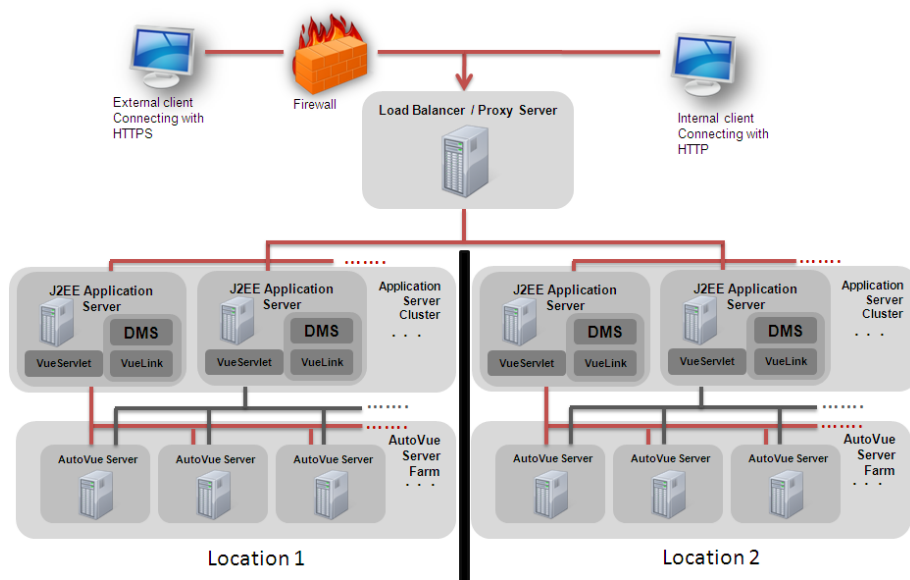 External client
Connecting with
HTTPS
Firewall
Load Balancer / Proxy Server
Internal client
Connecting with
HTTP
.......
.......
J2EE Application
Server
DMS
VueServlet
VueLink
J2EE Application
Server
DMS
VueServlet
VueLink
Application
Server
Cluster
. . .
J2EE Application
Server
DMS
VueServlet
VueLink
J2EE Application
Server
DMS
VueServlet
VueLink
Application
Server
Cluster
. . .
.......
.......
AutoVue Server
AutoVue Server
AutoVue Server
AutoVue
Server
Farm
. . .
.......
.......
AutoVue Server
AutoVue Server
AutoVue Server
AutoVue
Server
Farm
. . .
Location 1
Location 2